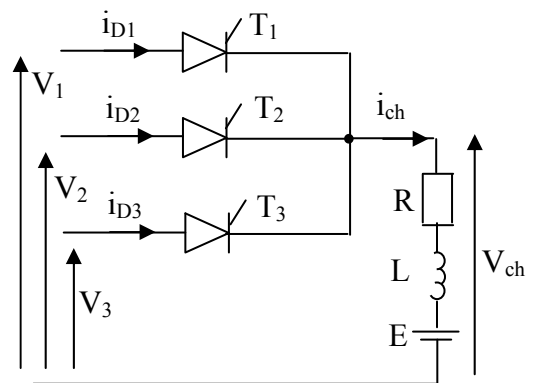 i_D1 T_1
V_1
i_D2 T_2 i_ch
V_2
i_D3 T_3 R
V_3 L V_ch
E